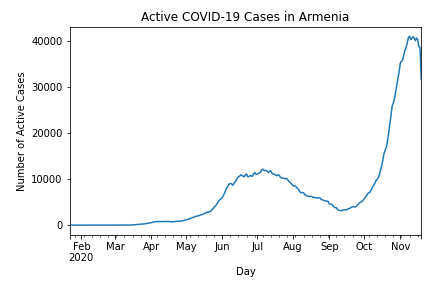 Active COVID-19 Cases in Armenia
Number of Active Cases
40000
30000
20000
10000
0
Feb Mar Apr May Jun Jul Aug Sep Oct Nov
2020
Day